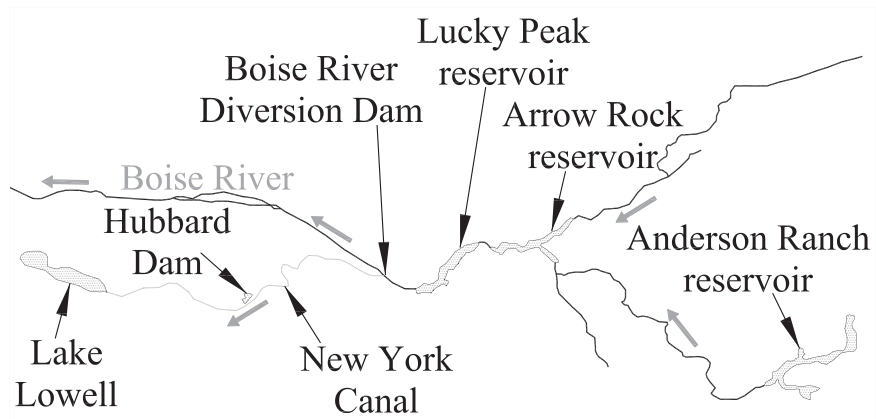 Lucky Peak
reservoir
Boise River
Diversion Dam
Arrow Rock
reservoir
Boise River
Hubbard
Dam
Anderson Ranch
reservoir
Lake
Lowell
New York
Canal